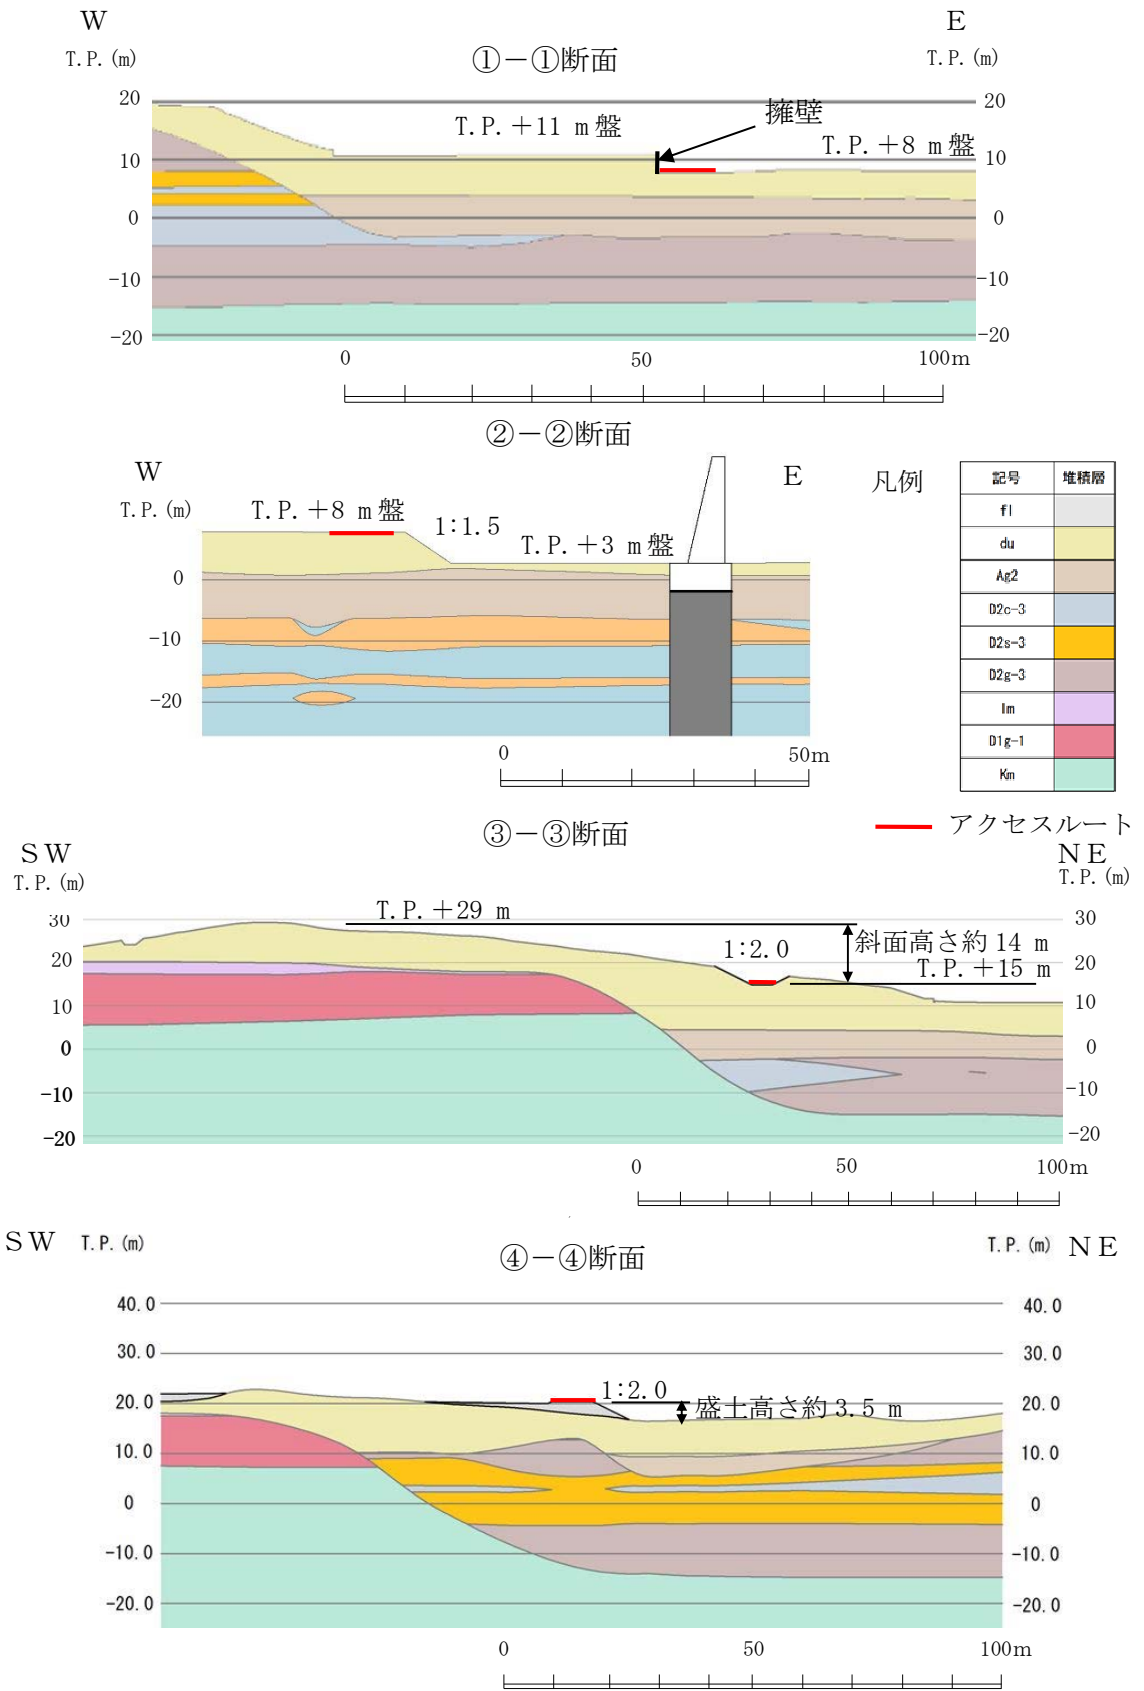 W
E
T.P.(m)
T.P.(m)
①－①断面
20
20
擁壁
T.P.＋11 m盤
T.P.＋8 m盤
10
10
0
0
-10
-10
-20
-20
0
50
100m
②－②断面
W
E
凡例
T.P.(m)
T.P.＋8 m盤
1:1.5
T.P.＋3 m盤
0
-10
-20
0
50m
記号 堆積層
fl
du
Ag2
D2c-3
D2s-3
D2g-3
lm
D1g-1
Km
アクセスルート
③－③断面
SW
NE
T.P.(m)
T.P.(m)
30
T.P.＋29 m
30
斜面高さ約14 m
1:2.0
20
20
T.P.＋15 m
10
10
0
0
-10
-10
-20
-20
0
50
100m
SW T.P.(m)
T.P.(m) NE
④－④断面
40.0
40.0
30.0
30.0
1:2.0
20.0
20.0
盛土高さ約3.5 m
10.0
10.0
0
0
-10.0
-10.0
-20.0
-20.0
0
50
100m